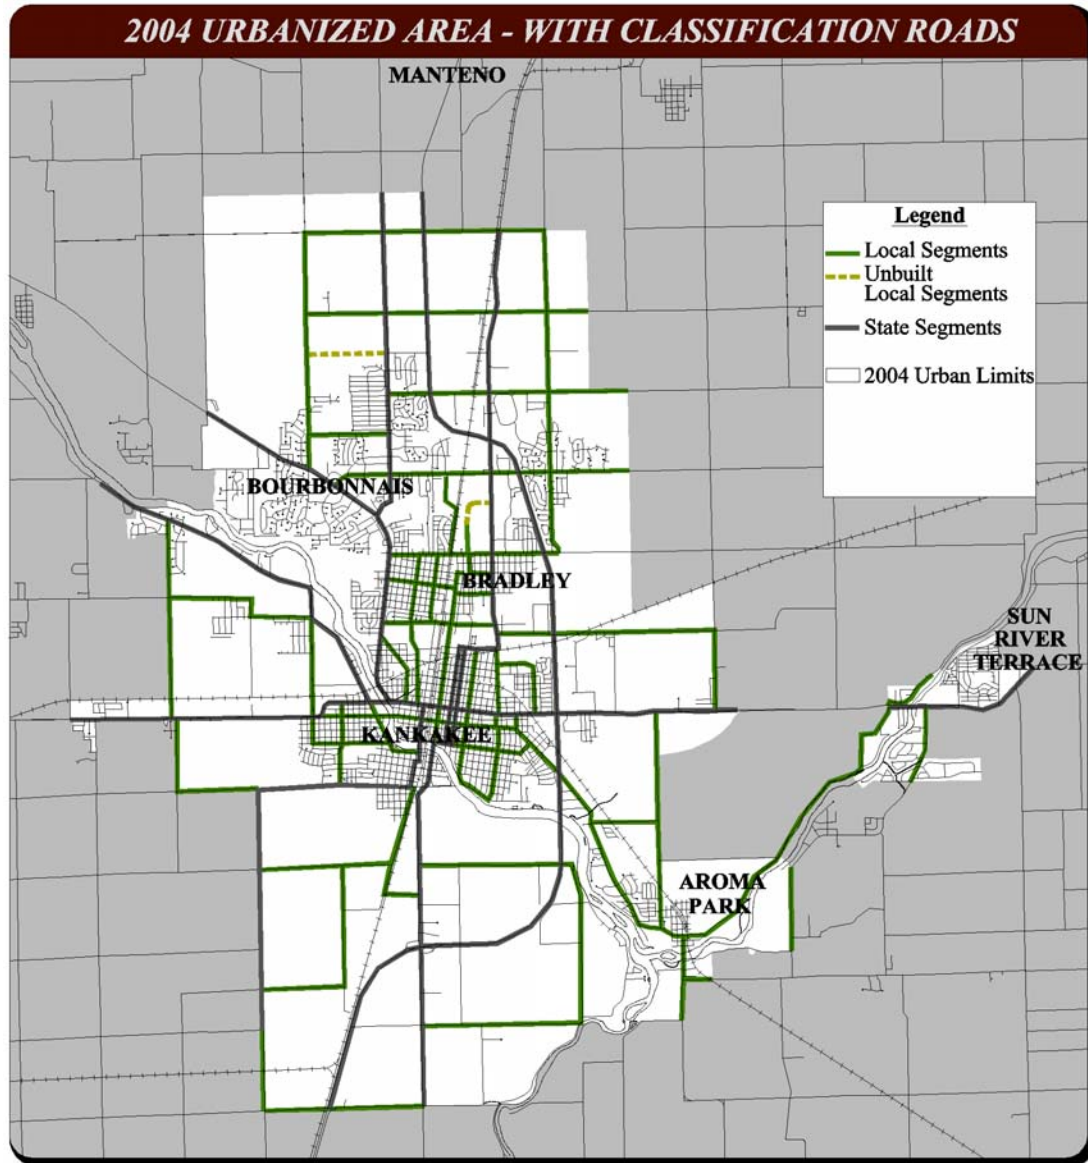 2004 URBANIZED AREA - WITH CLASSIFICATION ROADS
MANTENO
Legend
Local Segments
Unbuilt
Local Segments
State Segments
2004 Urban Limits
BOURBONNAIS
BRADLEY
SUN
RIVER
TERRACE
KANKAKEE
AROMA
PARK